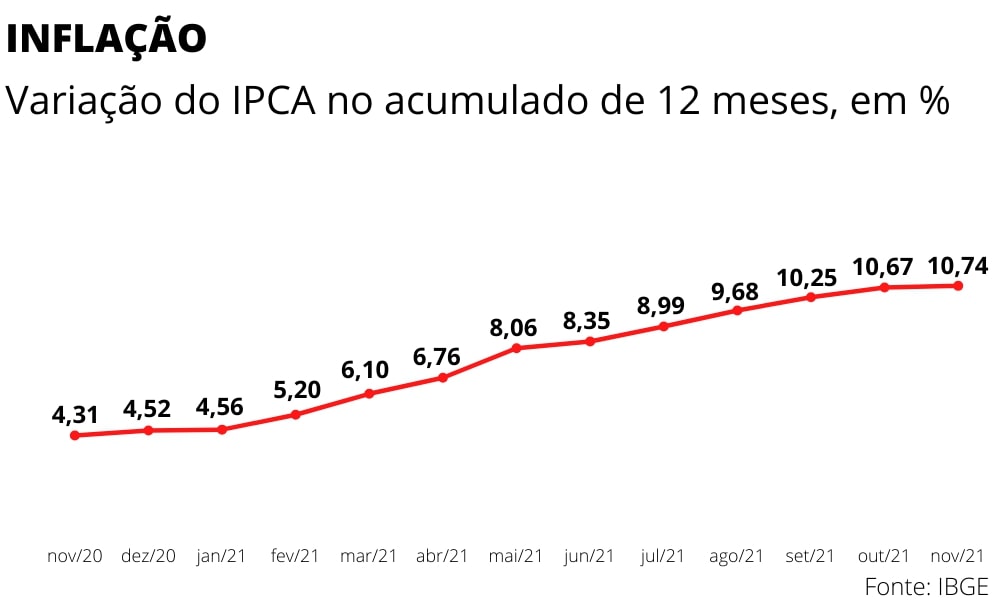 INFLAÇÃO
Variação do IPCA no acumulado de 12 meses, em %
4,31 4,52 4,56 5,20 6,10 6,76 8,06 8,35 8,99 9,68 10,25 10,67 10,74
nov/20 dez/20 jan/21 fev/21 mar/21 abr/21 mai/21 jun/21 jul/21 ago/21 set/21 out/21 nov/21
Fonte: IBGE